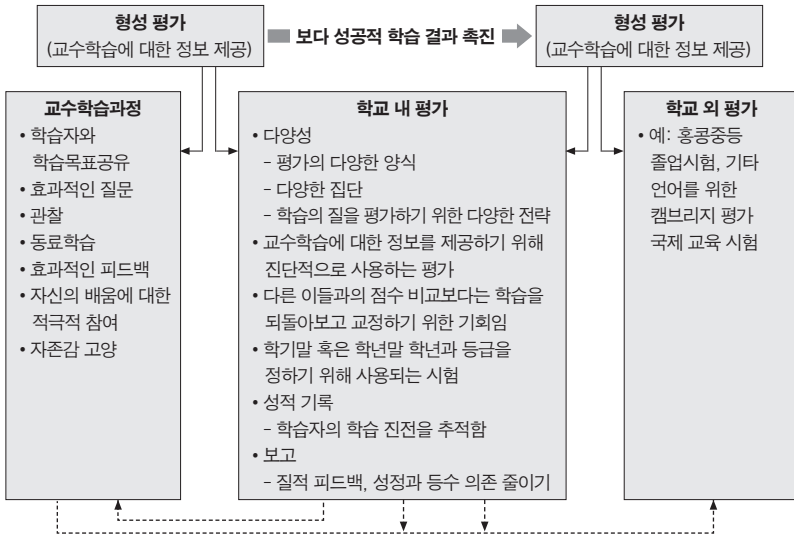 형성 평가
(교수학습에 대한 정보 제공)
보다 성공적 학습 결과 촉진
형성 평가
(교수학습에 대한 정보 제공)
교수학습과정
• 학습자와
학습목표공유
• 효과적인 질문
• 관찰
• 동료학습
• 효과적인 피드백
• 자신의 배움에 대한
적극적 참여
• 자존감 고양
학교 내 평가
• 다양성
- 평가의 다양한 양식
- 다양한 집단
- 학습의 질을 평가하기 위한 다양한 전략
• 교수학습에 대한 정보를 제공하기 위해
진단적으로 사용하는 평가
• 다른 이들과의 점수 비교보다는 학습을
되돌아보고 교정하기 위한 기회임
• 학기말 혹은 학년말 학년과 등급을
정하기 위해 사용되는 시험
• 성적 기록
- 학습자의 학습 진전을 추적함
• 보고
- 질적 피드백, 성정과 등수 의존 줄이기
학교 외 평가
• 예: 홍콩중등
졸업시험, 기타
언어를 위한
캠브리지 평가
국제 교육 시험